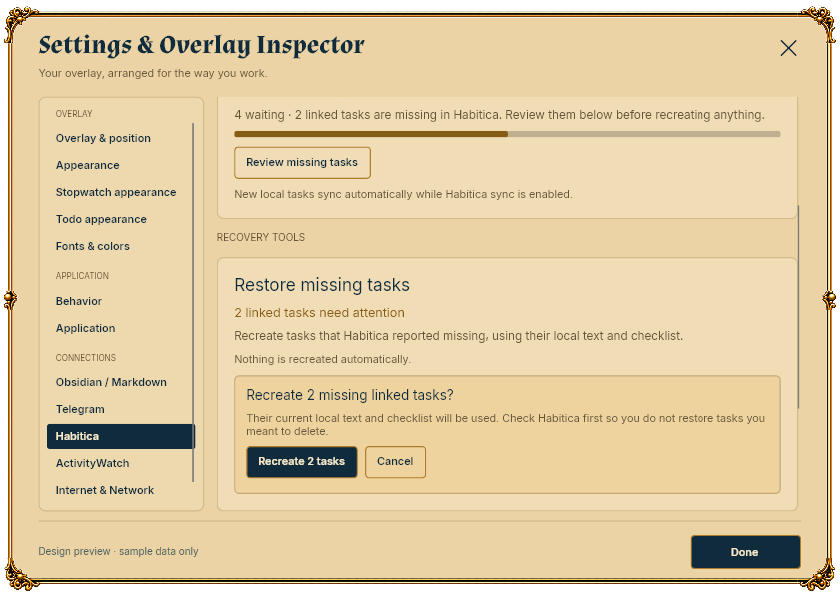 Settings & Overlay Inspector
Your overlay, arranged for the way you work.
OVERLAY
Overlay & position
Appearance
Stopwatch appearance
Todo appearance
Fonts & colors
APPLICATION
Behavior
Application
CONNECTIONS
Obsidian / Markdown
Telegram
Habitica
ActivityWatch
Internet & Network
4 waiting · 2 linked tasks are missing in Habitica. Review them below before recreating anything.
Review missing tasks
New local tasks sync automatically while Habitica sync is enabled.
RECOVERY TOOLS
Restore missing tasks
2 linked tasks need attention
Recreate tasks that Habitica reported missing, using their local text and checklist.
Nothing is recreated automatically.
Recreate 2 missing linked tasks?
Their current local text and checklist will be used. Check Habitica first so you do not restore tasks you
meant to delete.
Recreate 2 tasks
Cancel
Design preview · sample data only
Done